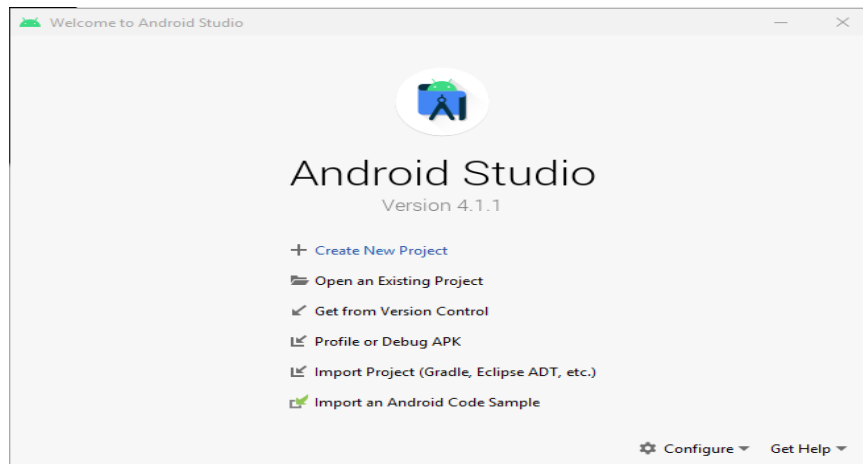 Welcome to Android Studio
Android Studio
Version 4.1.1
Create New Project
Open an Existing Project
Get from Version Control
Profile or Debug APK
Import Project (Gradle, Eclipse ADT, etc.)
Import an Android Code Sample
Configure Get Help